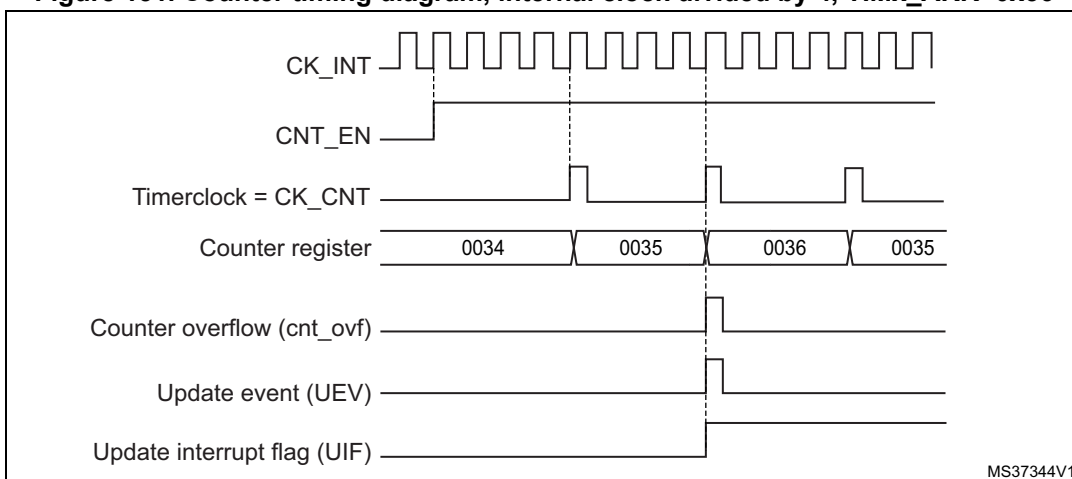 CK_INT
CNT_EN
Timerclock = CK_CNT
Counter register 0034 0035 0036 0035
Counter overflow (cnt_ovf)
Update event (UEV)
Update interrupt flag (UIF)
MS37344V1